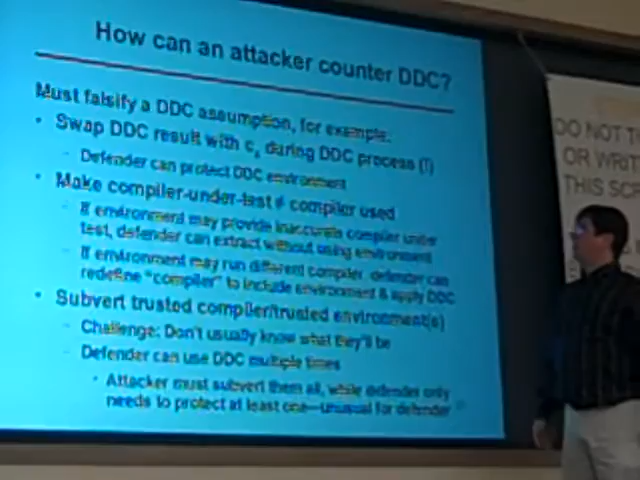 How can an attacker counter DDC?
Must falsify a DDC assumption, for example:
• Swap DDC result with cs during DDC process (!)
- Defender can protect DDC environment
• Make compiler-under-test ≠ compiler used
- If environment may provide inaccurate compiler under
test, defender can extract without using environment
- If environment may run different compiler, defender can
redefine "compiler" to include environment & apply DDC
• Subvert trusted compiler/trusted environment(s)
- Challenge: Don't usually know what they'll be
- Defender can use DDC multiple times
• Attacker must subvert them all, while defender only
needs to protect at least one—unusual for defender
DO NOT
OR WRIT
THIS SC